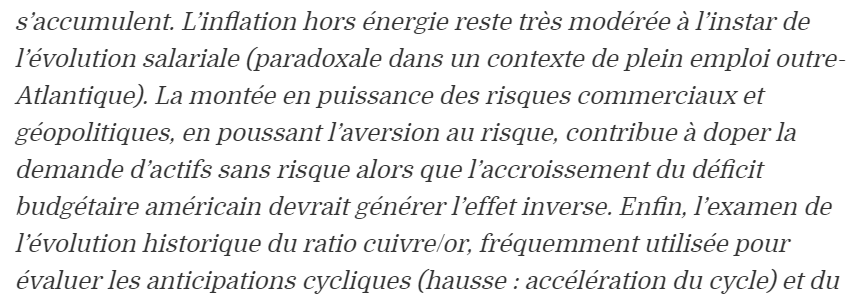 s’accumulent. L’inflation hors énergie reste très modérée à l’instar de
l’évolution salariale (paradoxale dans un contexte de plein emploi outre-
Atlantique). La montée en puissance des risques commerciaux et
géopolitiques, en poussant l’aversion au risque, contribue à doper la
demande d’actifs sans risque alors que l’accroissement du déficit
budgétaire américain devrait générer l’effet inverse. Enfin, l’examen de
l’évolution historique du ratio cuivre/or, fréquemment utilisée pour
évaluer les anticipations cycliques (hausse : accélération du cycle) et du